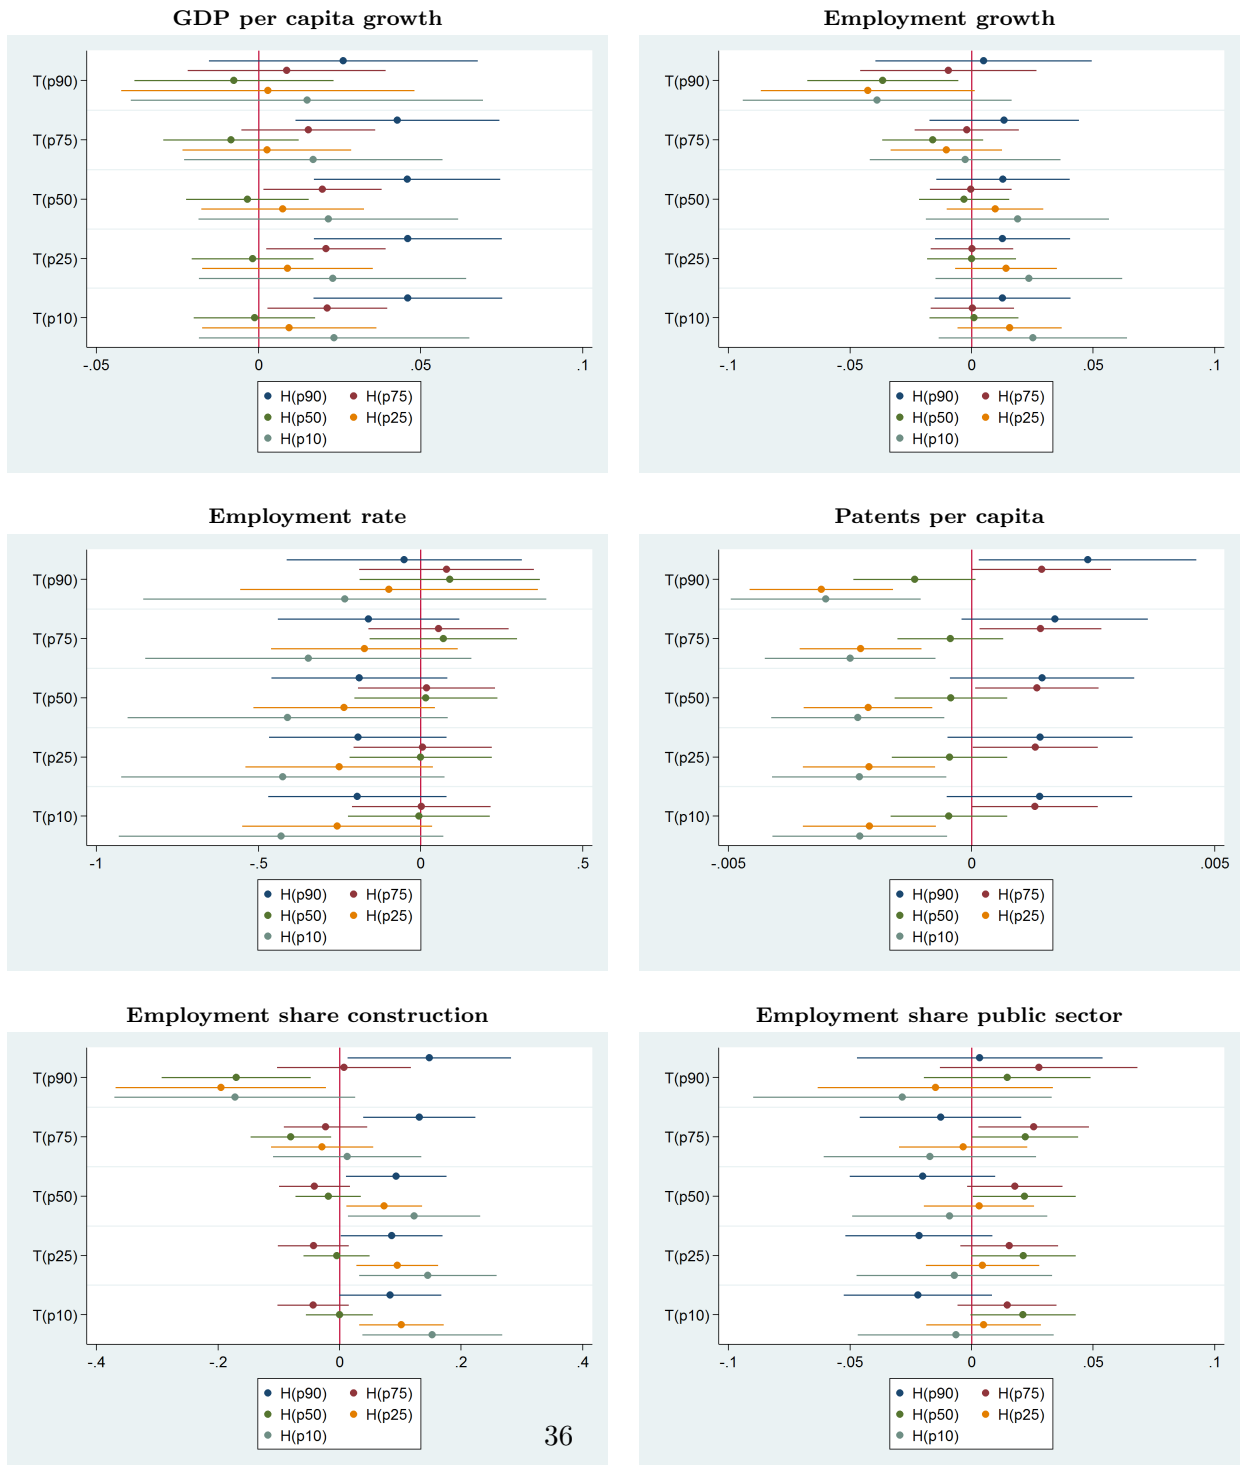 GDP per capita growth
T(p90)
T(p75)
T(p50)
T(p25)
T(p10)
-.05 0 .05 .1
H(p90) H(p75)
H(p50) H(p25)
H(p10)
Employment growth
T(p90)
T(p75)
T(p50)
T(p25)
T(p10)
-.1 -.05 0 .05 .1
H(p90) H(p75)
H(p50) H(p25)
H(p10)
Employment rate
T(p90)
T(p75)
T(p50)
T(p25)
T(p10)
-1 -.5 0 .5
H(p90) H(p75)
H(p50) H(p25)
H(p10)
Patents per capita
T(p90)
T(p75)
T(p50)
T(p25)
T(p10)
-.005 0 .005
H(p90) H(p75)
H(p50) H(p25)
H(p10)
Employment share construction
T(p90)
T(p75)
T(p50)
T(p25)
T(p10)
-.4 -.2 0 .2 .4
H(p90) H(p75)
H(p50) H(p25)
H(p10)
Employment share public sector
T(p90)
T(p75)
T(p50)
T(p25)
T(p10)
-.1 -.05 0 .05 .1
H(p90) H(p75)
H(p50) H(p25)
H(p10)
36